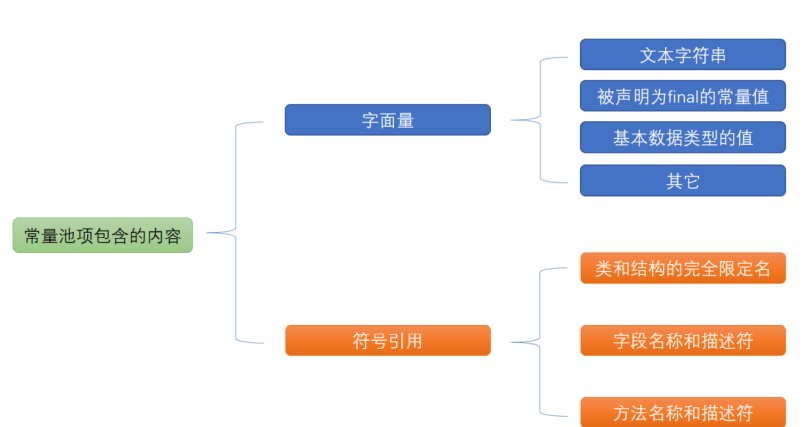 常量池项包含的内容
字面量
文本字符串
被声明为final的常量值
基本数据类型的值
其它
符号引用
类和结构的完全限定名
字段名称和描述符
方法名称和描述符